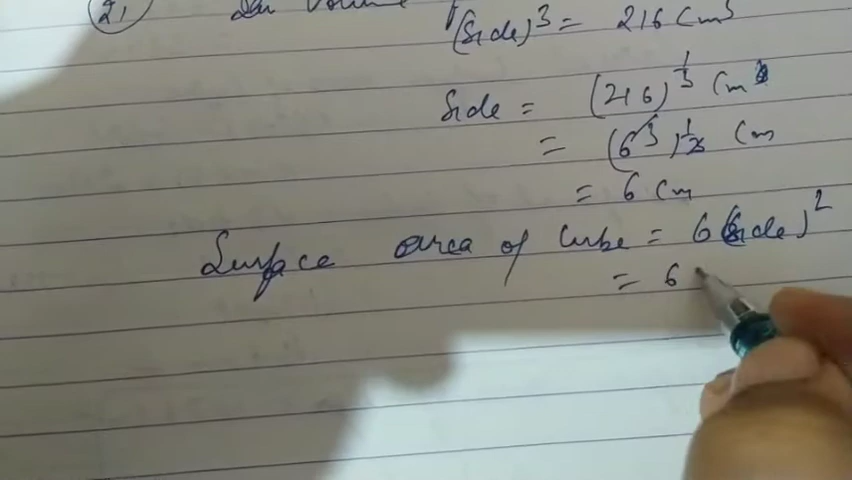 21 Volume
(Side)³ = 216 Cm³
Side = (216)^1/3 Cm
= (6³)^1/3 Cm
= 6 Cm
Surface area of Cube = 6(Side)²
= 6